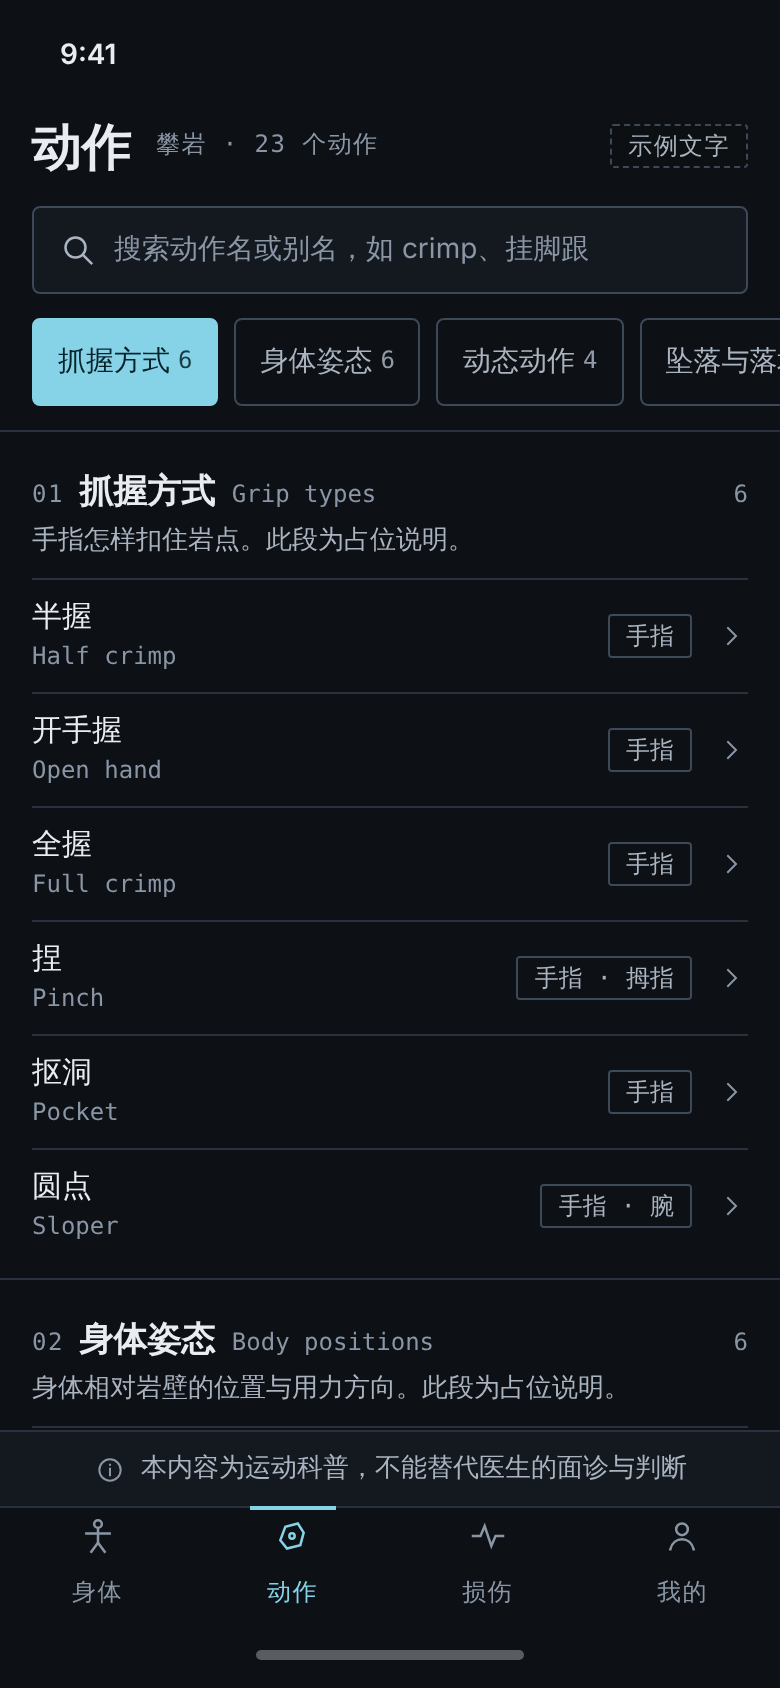 9:41
动作 攀岩 · 23 个动作 示例文字
搜索动作名或别名，如 crimp、挂脚跟
抓握方式 6 身体姿态 6 动态动作 4 坠落与落
01 抓握方式 Grip types 6
手指怎样扣住岩点。此段为占位说明。
半握 手指
Half crimp
开手握 手指
Open hand
全握 手指
Full crimp
捏 手指 · 拇指
Pinch
抠洞 手指
Pocket
圆点 手指 · 腕
Sloper
02 身体姿态 Body positions 6
身体相对岩壁的位置与用力方向。此段为占位说明。
本内容为运动科普，不能替代医生的面诊与判断
身体 动作 损伤 我的